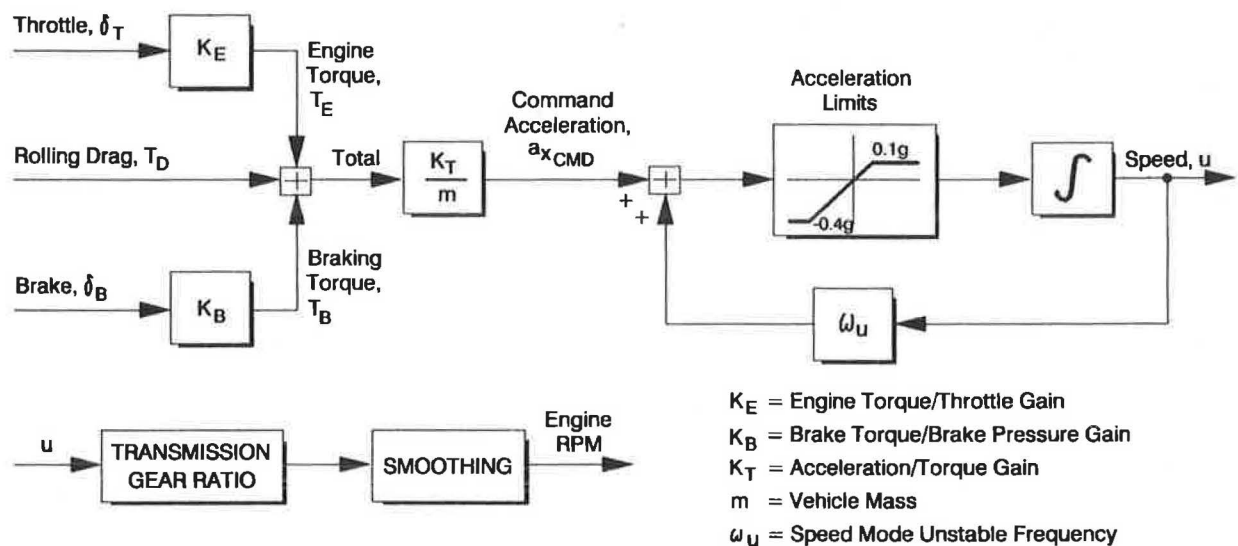 Throttle, δT
KE
Engine
Torque,
TE
Rolling Drag, TD
Total
KT
m
Command
Acceleration,
axCMD
+
+
+
+
Acceleration
Limits
0.1g
-0.4g
∫
Speed, u
Brake, δB
KB
Braking
Torque,
TB
ωu
u
TRANSMISSION
GEAR RATIO
SMOOTHING
Engine
RPM
KE = Engine Torque/Throttle Gain
KB = Brake Torque/Brake Pressure Gain
KT = Acceleration/Torque Gain
m = Vehicle Mass
ωu = Speed Mode Unstable Frequency